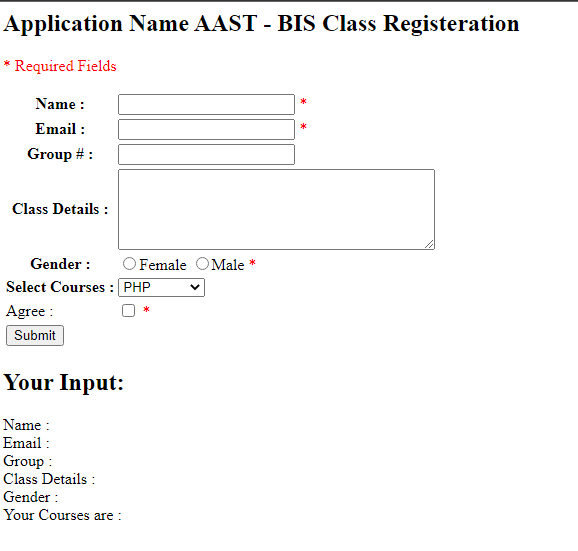 Application Name AAST - BIS Class Registeration
* Required Fields
Name : *
Email : *
Group # :
Class Details :
Gender : Female Male *
Select Courses : PHP
Agree : *
Submit
Your Input:
Name :
Email :
Group :
Class Details :
Gender :
Your Courses are :